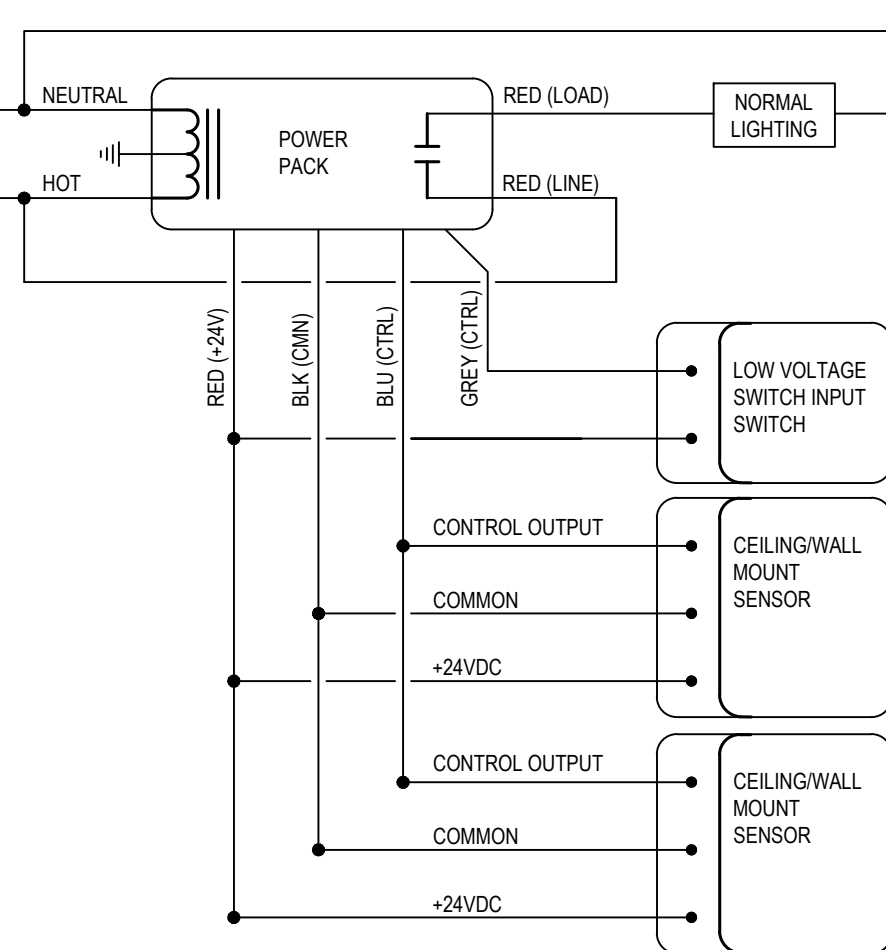 NEUTRAL
RED (LOAD)
NORMAL
LIGHTING
POWER
PACK
HOT
RED (LINE)
RED (+24V)
BLK (CMN)
BLU (CTRL)
GREY (CTRL)
LOW VOLTAGE
SWITCH INPUT
SWITCH
CONTROL OUTPUT
COMMON
+24VDC
CEILING/WALL
MOUNT
SENSOR
CONTROL OUTPUT
COMMON
+24VDC
CEILING/WALL
MOUNT
SENSOR